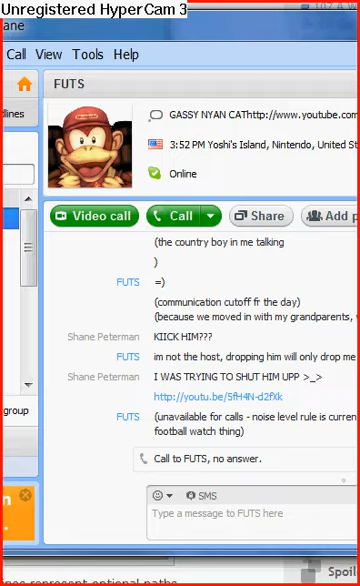 Unregistered HyperCam 3
ane
Call View Tools Help
FUTS
dlines
GASSY NYAN CAThttp://www.youtube.com
3:52 PM Yoshi's Island, Nintendo, United St
Online
Video call
Call
Share
Add p
(the country boy in me talking
)
FUTS =)
(communication cutoff fr the day)
(because we moved in with my grandparents,
Shane Peterman KIICK HIM???
FUTS im not the host, dropping him will only drop me
Shane Peterman I WAS TRYING TO SHUT HIM UPP >_>
http://youtu.be/5fH4N-d2fXk
FUTS (unavailable for calls - noise level rule is curren
football watch thing)
group
Call to FUTS, no answer.
n
SMS
Type a message to FUTS here
Spoil